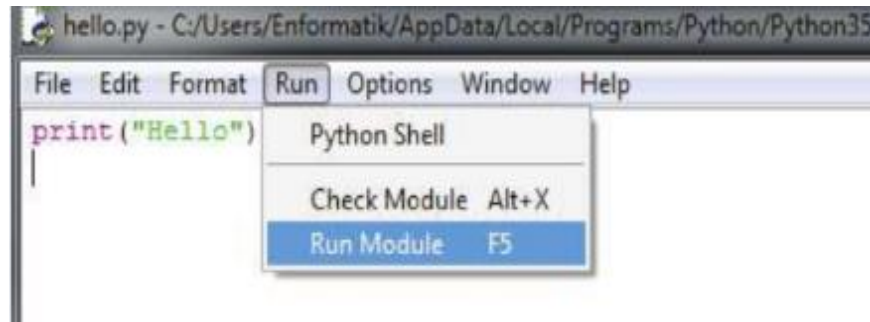 hello.py - C:/Users/Enformatik/AppData/Local/Programs/Python/Python35
File Edit Format Run Options Window Help
print("Hello")
Python Shell
Check Module Alt+X
Run Module F5